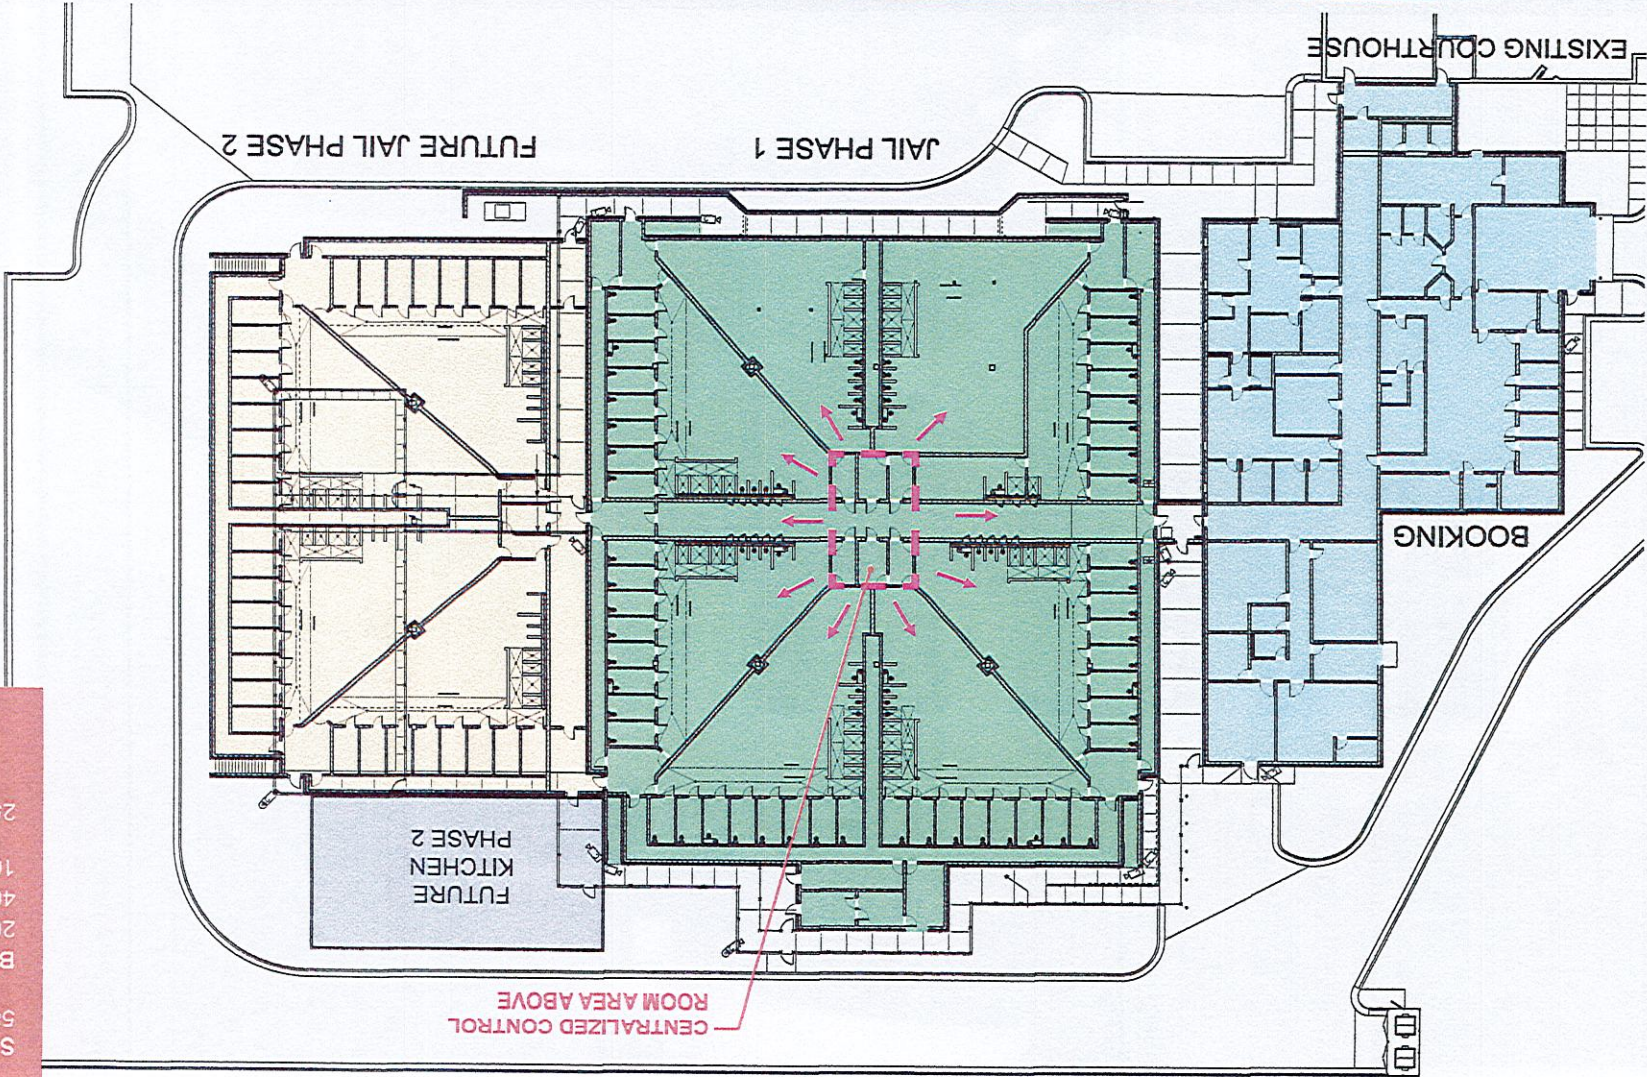 CENTRALIZED CONTROL
ROOM AREA ABOVE
FUTURE
KITCHEN
PHASE 2
BOOKING
JAIL PHASE 1
FUTURE JAIL PHASE 2
EXISTING COURTHOUSE